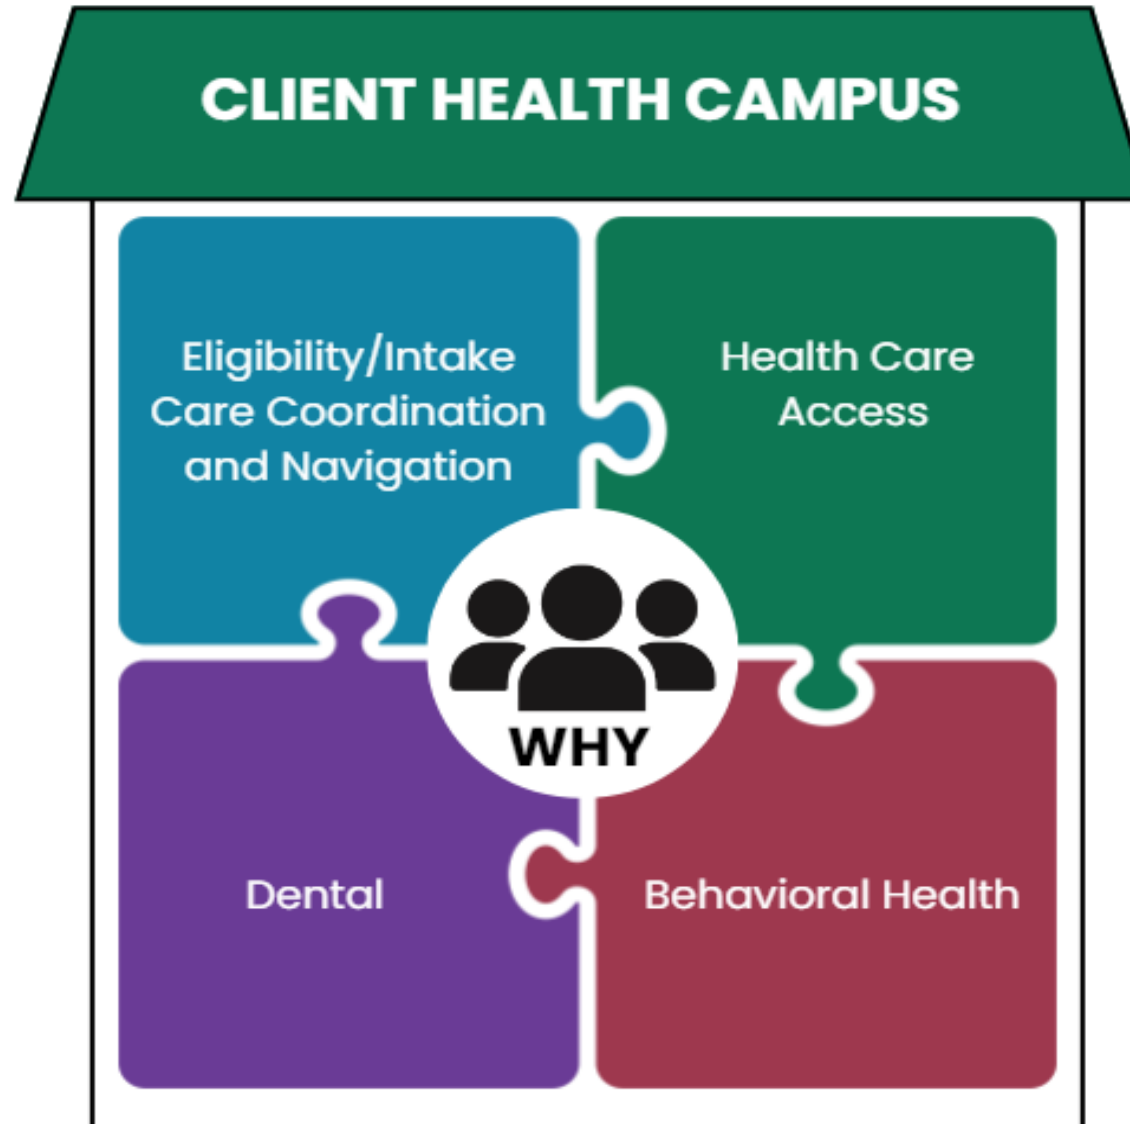 CLIENT HEALTH CAMPUS
Eligibility/Intake
Care Coordination
and Navigation
Health Care
Access
WHY
Dental
Behavioral Health